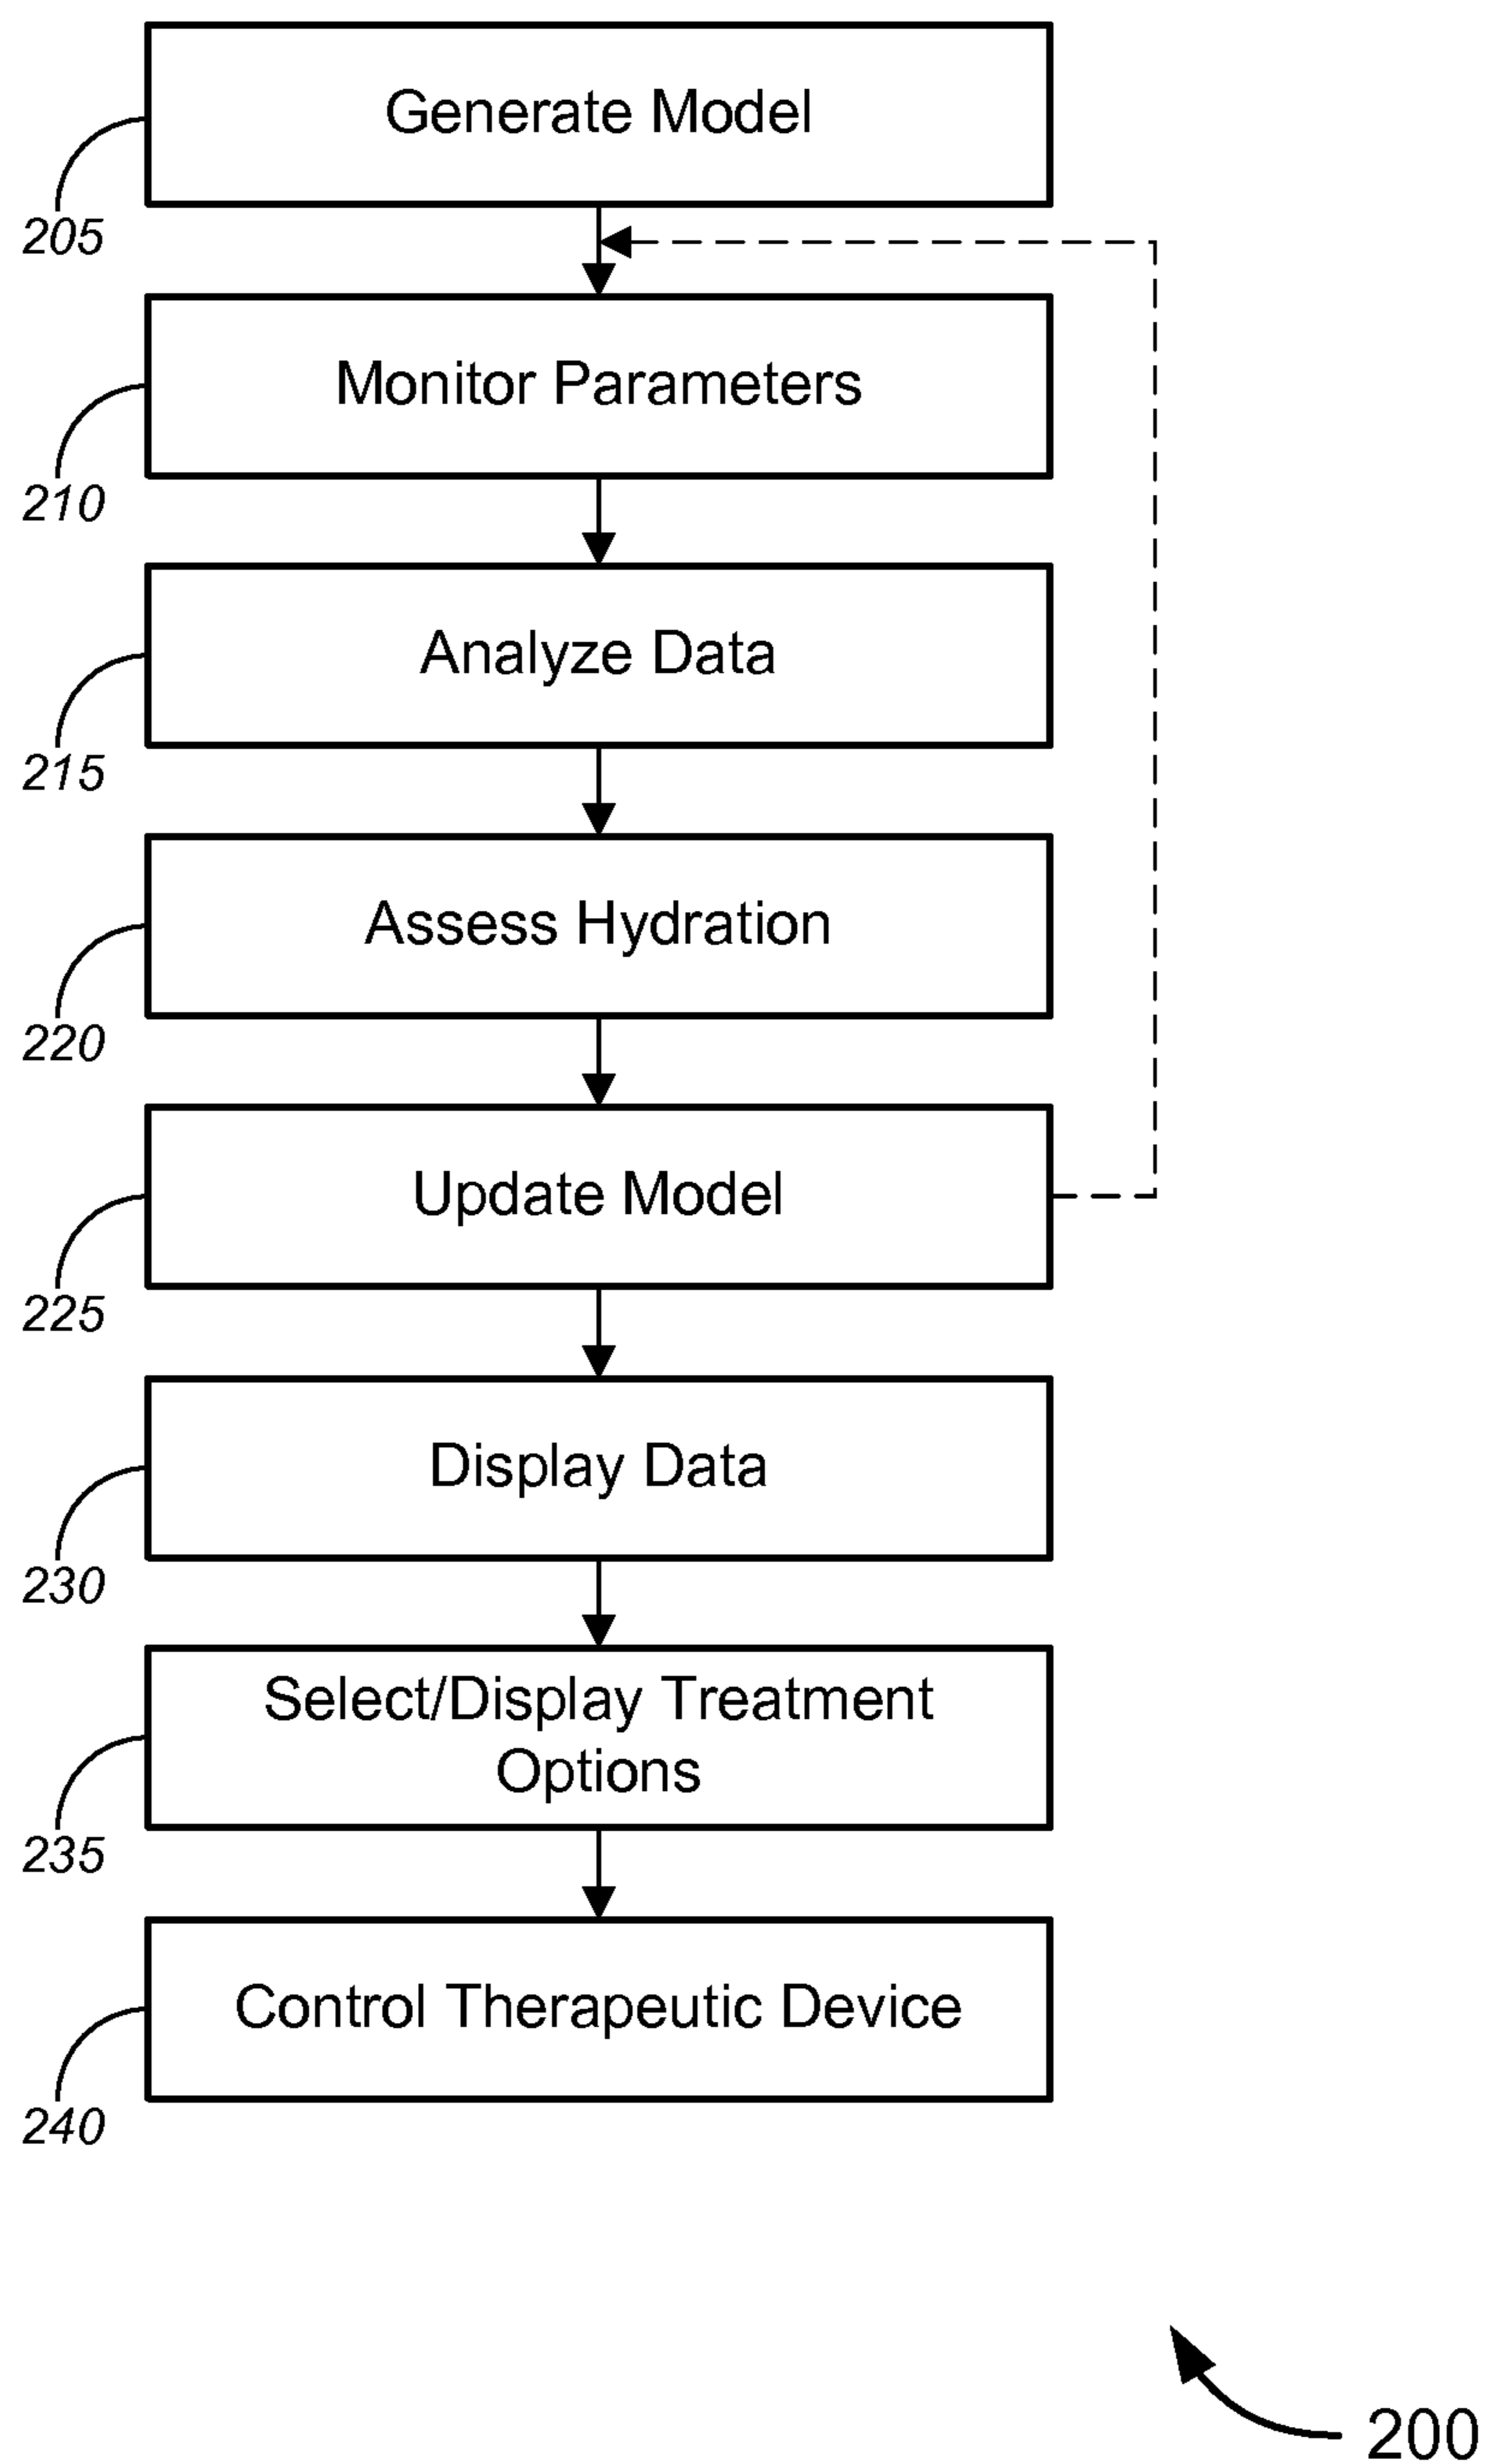 Generate Model
205
Monitor Parameters
210
Analyze Data
215
Assess Hydration
220
Update Model
225
Display Data
230
Select/Display Treatment
Options
235
Control Therapeutic Device
240
200